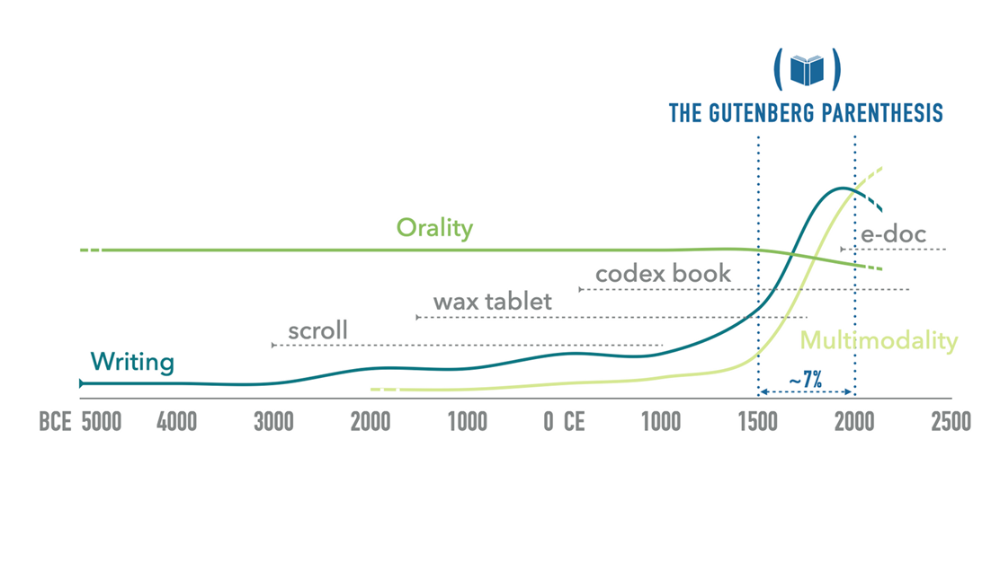 ( )
THE GUTENBERG PARENTHESIS
Orality
e-doc
codex book
wax tablet
scroll
Multimodality
Writing
~7%
BCE 5000 4000 3000 2000 1000 0 CE 1000 1500 2000 2500